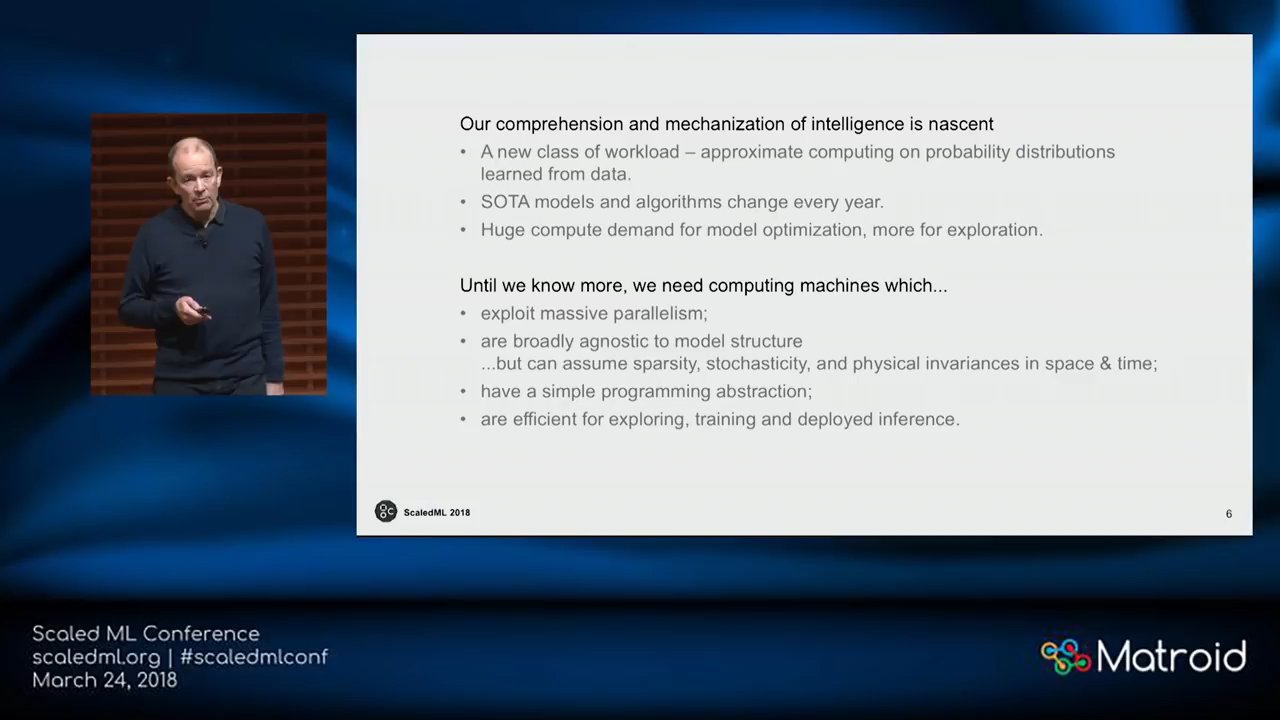 Our comprehension and mechanization of intelligence is nascent
• A new class of workload – approximate computing on probability distributions
learned from data.
• SOTA models and algorithms change every year.
• Huge compute demand for model optimization, more for exploration.
Until we know more, we need computing machines which...
• exploit massive parallelism;
• are broadly agnostic to model structure
...but can assume sparsity, stochasticity, and physical invariances in space & time;
• have a simple programming abstraction;
• are efficient for exploring, training and deployed inference.
ScaledML 2018
6
Scaled ML Conference
scaledml.org | #scaledmlconf
March 24, 2018
Matroid